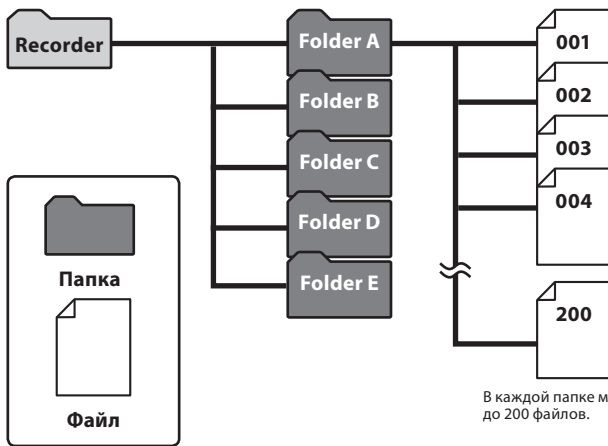 Recorder
Folder A
Folder B
Folder C
Folder D
Folder E
001
002
003
004
200
Папка
Файл
В каждой папке
до 200 файлов.